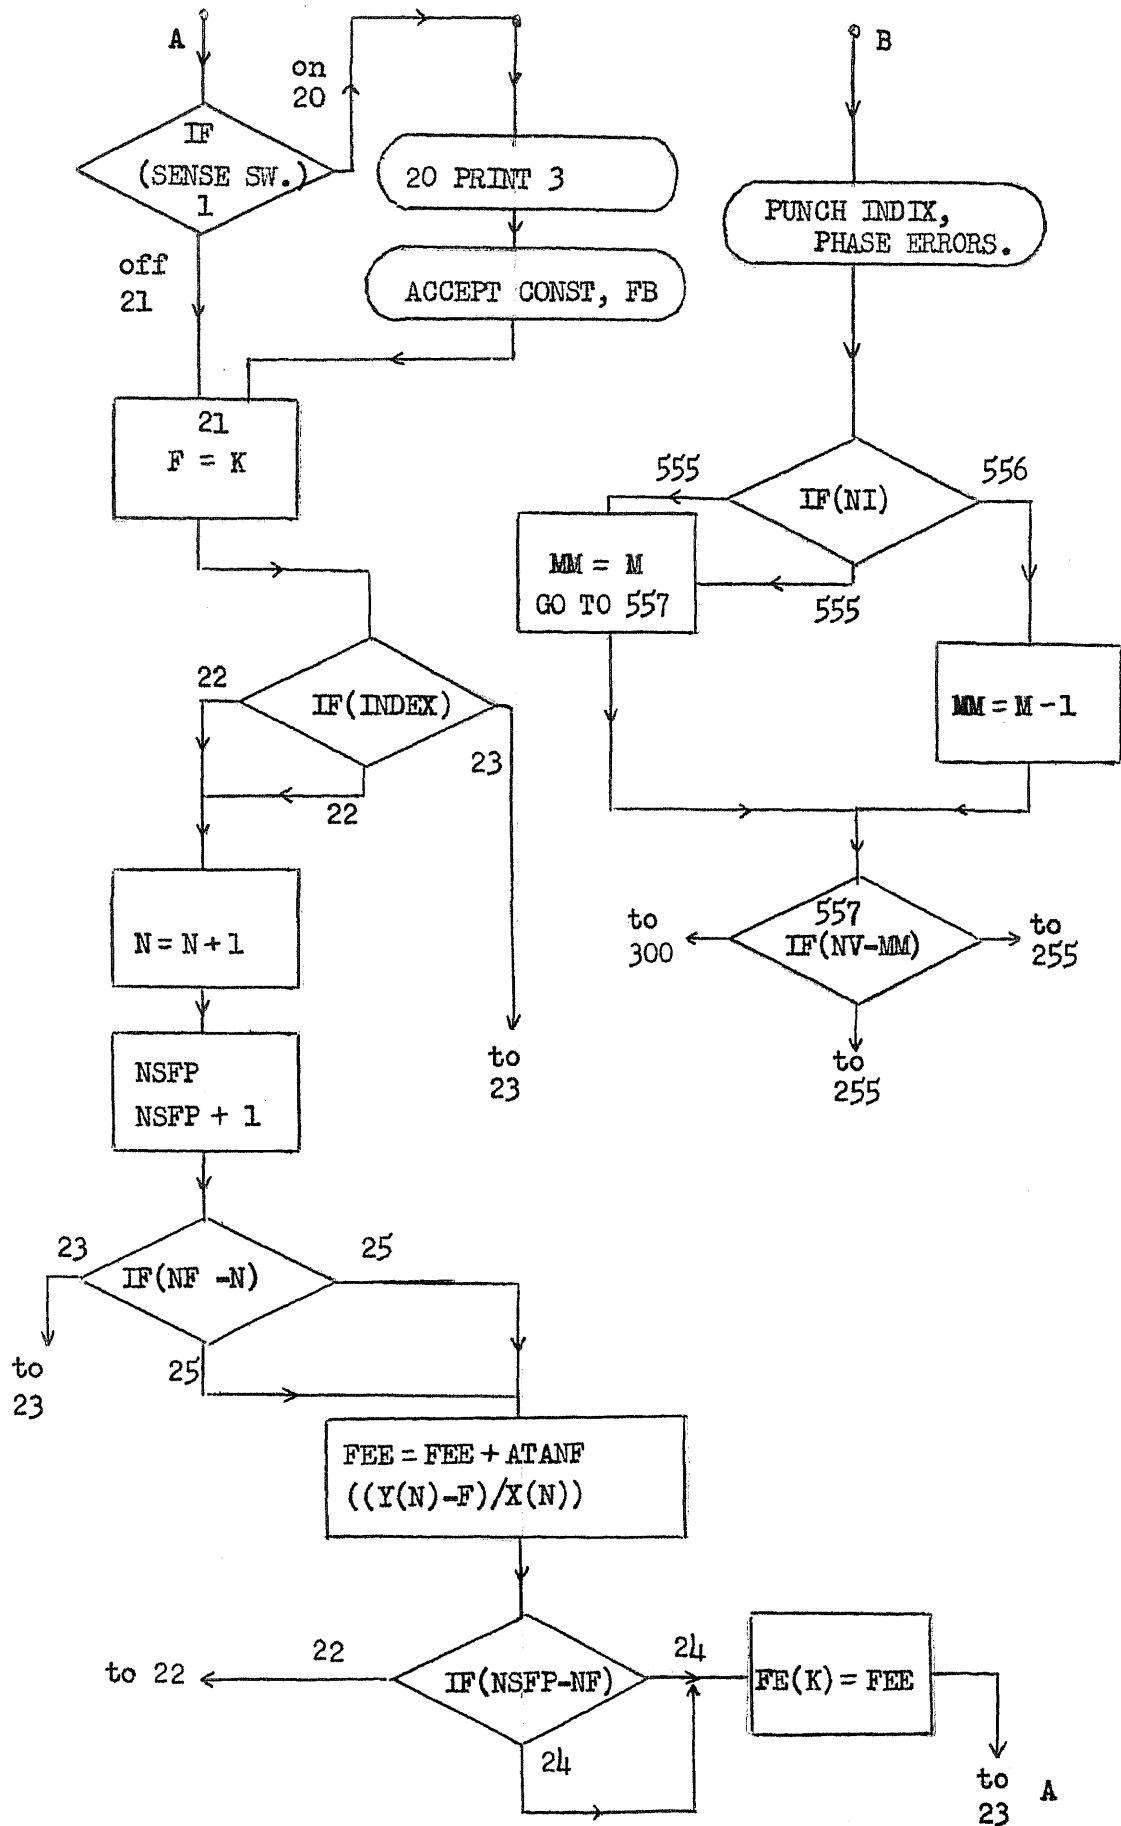 A
on
20
IF
(SENSE SW.)
1
off
21
20 PRINT 3
ACCEPT CONST, FB
21
F = K
22
IF(INDEX)
23
22
N = N + 1
to
23
NSFP
NSFP + 1
23
IF(NF -N)
25
to
23
25
FEE = FEE + ATANF
((Y(N)-F)/X(N))
to 22
22
IF(NSFP-NF)
24
24
FE(K) = FEE
to
23
A
B
PUNCH INDIX,
PHASE ERRORS.
555
IF(NI)
556
MM = M
GO TO 557
555
MM = M - 1
to
300
557
IF(NV-MM)
to
255
to
255